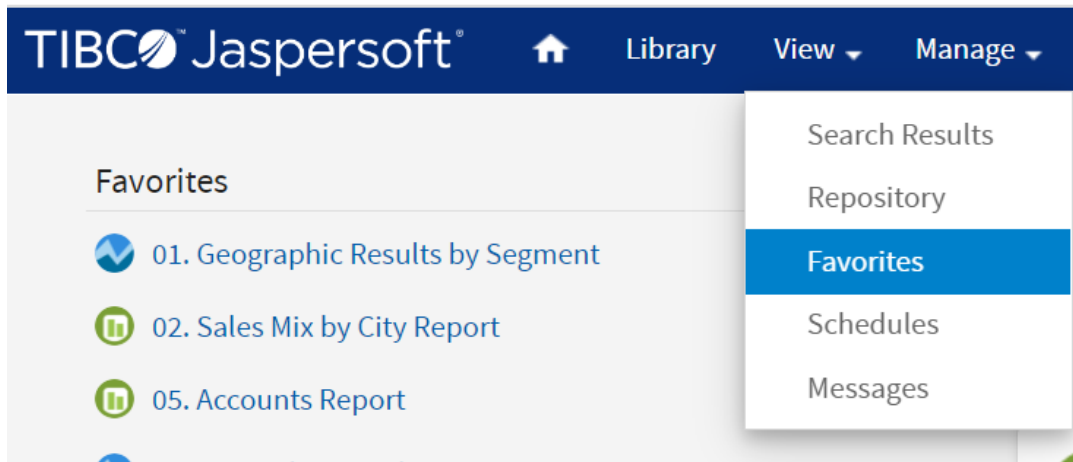 TIBCO™ Jaspersoft® Library View Manage
Search Results
Favorites
Repository
01. Geographic Results by Segment
Favorites
02. Sales Mix by City Report
Schedules
05. Accounts Report
Messages